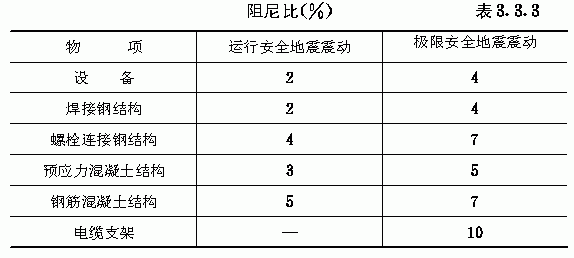 阻尼比(%) 表3.3.3
物 项 运行安全地震震动 极限安全地震震动
设 备 2 4
焊接钢结构 2 4
螺栓连接钢结构 4 7
预应力混凝土结构 3 5
钢筋混凝土结构 5 7
电缆支架 — 10